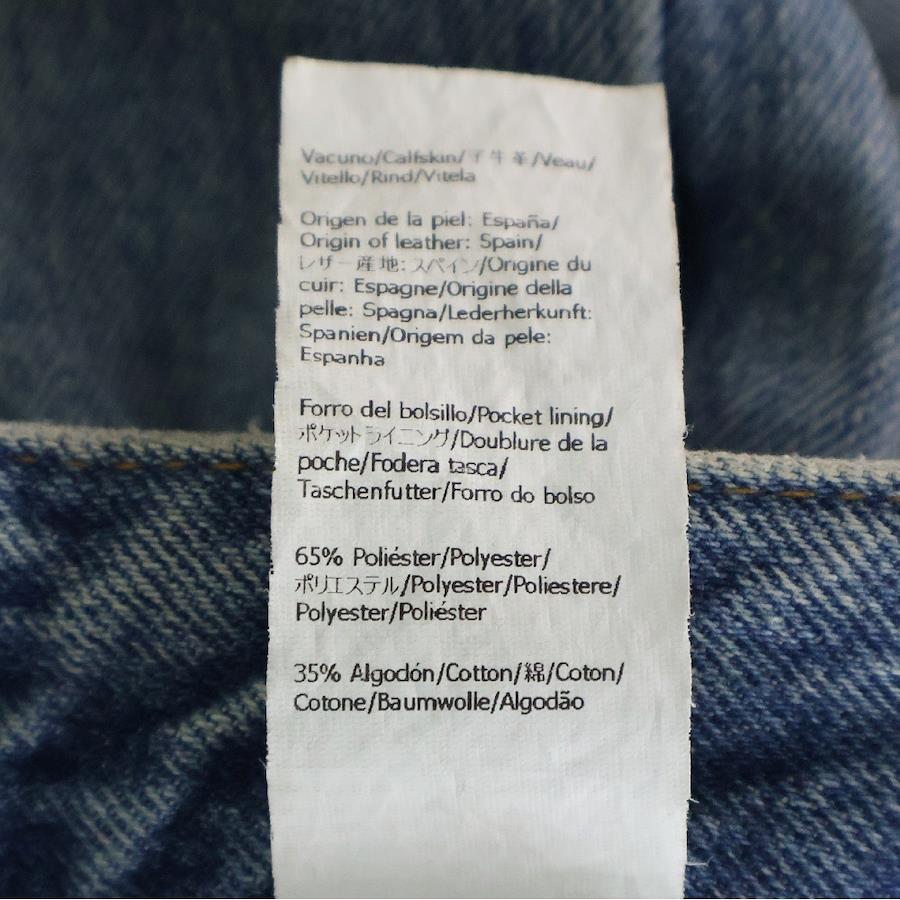 Vacuno/Calfskin/子牛革/Veau/
Vitello/Rind/Vitela
Origen de la piel: España/
Origin of leather: Spain/
レザー産地: スペイン/Origine du
cuir: Espagne/Origine della
pelle: Spagna/Lederherkunft:
Spanien/Origem da pele:
Espanha
Forro del bolsillo/Pocket lining/
ポケットライニング/Doublure de la
poche/Fodera tasca/
Taschenfutter/Forro do bolso
65% Poliéster/Polyester/
ポリエステル/Polyester/Poliestere/
Polyester/Poliéster
35% Algodón/Cotton/綿/Coton/
Cotone/Baumwolle/Algodão